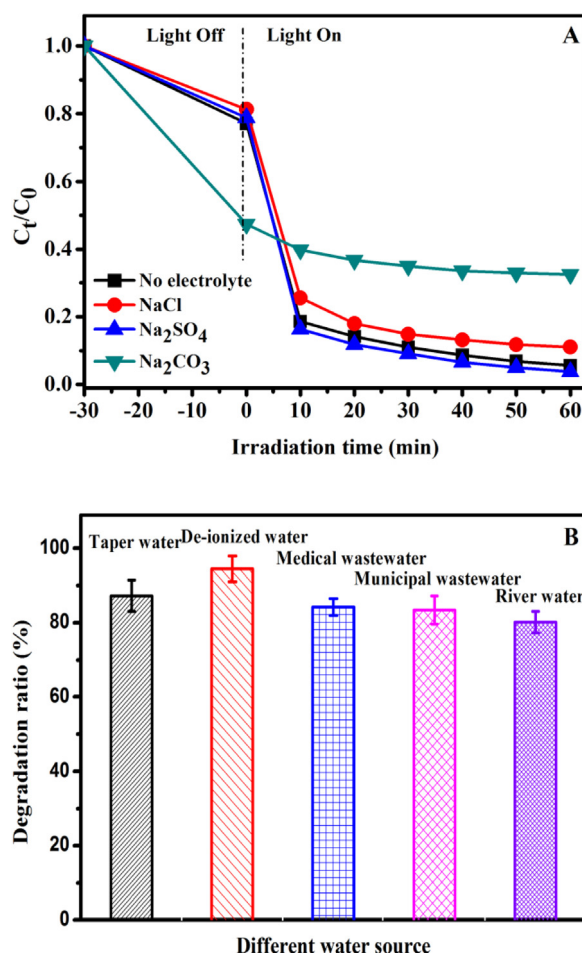 Light Off
Light On
A
C_t/C_0
1.0
0.8
0.6
0.4
0.2
0.0
No electrolyte
NaCl
Na₂SO₄
Na₂CO₃
-30
-20
-10
0
10
20
30
40
50
60
Irradiation time (min)
B
Degradation ratio (%)
100
80
60
40
20
0
Taper water
De-ionized water
Medical wastewater
Municipal wastewater
River water
Different water source